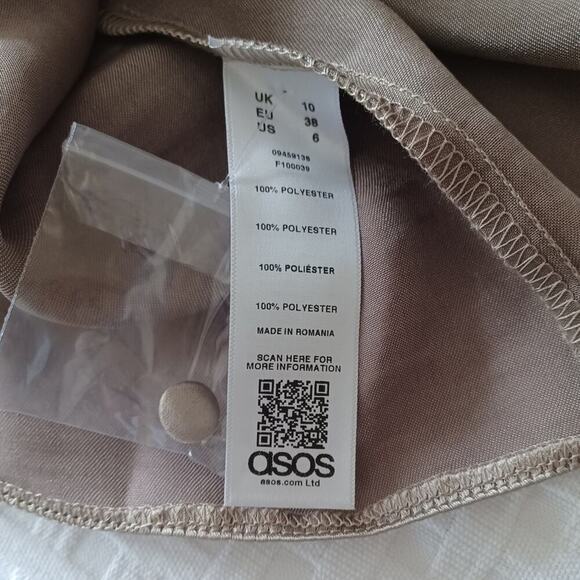 UK 10
EU 38
US 6
09459138
F100039
100% POLYESTER
100% POLYESTER
100% POLIÉSTER
100% POLYESTER
MADE IN ROMANIA
SCAN HERE FOR
MORE INFORMATION
asos
asos.com Ltd